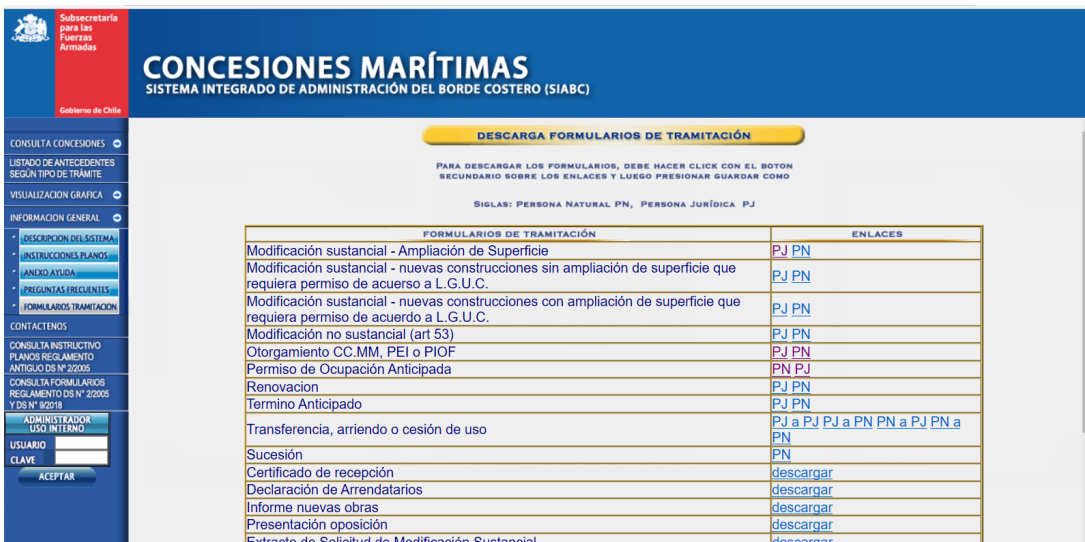 Subsecretaría
para las
Fuerzas
Armadas
Gobierno de Chile
CONCESIONES MARÍTIMAS
SISTEMA INTEGRADO DE ADMINISTRACIÓN DEL BORDE COSTERO (SIABC)
CONSULTA CONCESIONES
LISTADO DE ANTECEDENTES
SEGÚN TIPO DE TRÁMITE
VISUALIZACION GRAFICA
INFORMACION GENERAL
DESCRIPCION DEL SISTEMA
INSTRUCCIONES PLANOS
ANEXO AYUDA
PREGUNTAS FRECUENTES
FORMULARIOS TRAMITACION
CONTACTENOS
CONSULTA INSTRUCTIVO
PLANOS REGLAMENTO
ANTIGUO DS Nº 2/2005
CONSULTA FORMULARIOS
REGLAMENTO DS N° 2/2005
Y DS N° 9/2018
ADMINISTRADOR
USO INTERNO
USUARIO
CLAVE
ACEPTAR
DESCARGA FORMULARIOS DE TRAMITACIÓN
PARA DESCARGAR LOS FORMULARIOS, DEBE HACER CLICK CON EL BOTON
SECUNDARIO SOBRE LOS ENLACES Y LUEGO PRESIONAR GUARDAR COMO
SIGLAS: PERSONA NATURAL PN, PERSONA JURÍDICA PJ
FORMULARIOS DE TRAMITACIÓN ENLACES
Modificación sustancial - Ampliación de Superficie PJ PN
Modificación sustancial - nuevas construcciones sin ampliación de superficie que
requiera permiso de acuerso a L.G.U.C. PJ PN
Modificación sustancial - nuevas construcciones con ampliación de superficie que
requiera permiso de acuerdo a L.G.U.C. PJ PN
Modificación no sustancial (art 53) PJ PN
Otorgamiento CC.MM, PEI o PIOF PJ PN
Permiso de Ocupación Anticipada PN PJ
Renovacion PJ PN
Termino Anticipado PJ PN
Transferencia, arriendo o cesión de uso PJ a PJ PJ a PN PN a PJ PN a
PN
Sucesión PN
Certificado de recepción descargar
Declaración de Arrendatarios descargar
Informe nuevas obras descargar
Presentación oposición descargar
Extracto de Solicitud de Modificación Sustancial descargar